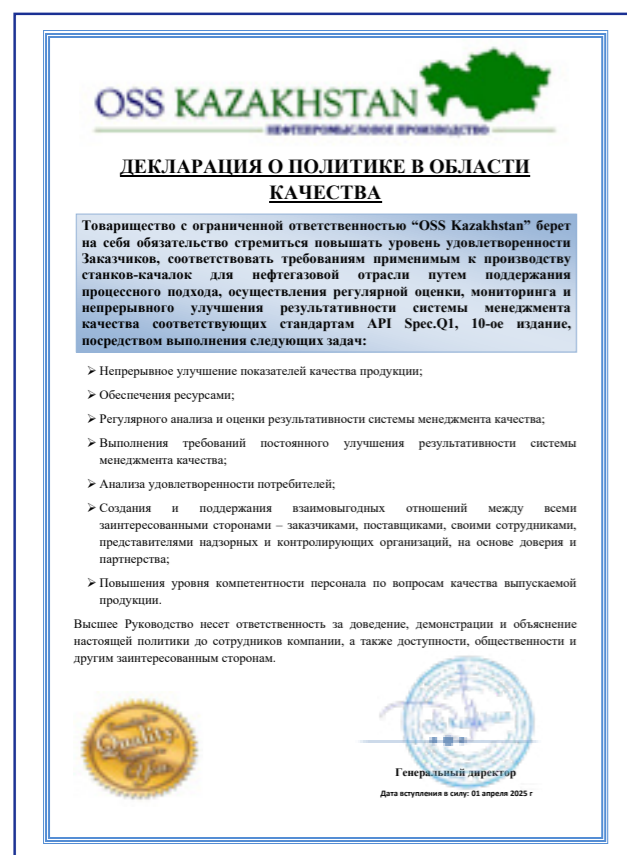 OSS KAZAKHSTAN
НЕФТЕПРОМЫСЛОВОЕ ПРОИЗВОДСТВО
ДЕКЛАРАЦИЯ О ПОЛИТИКЕ В ОБЛАСТИ
КАЧЕСТВА
Товарищество с ограниченной ответственностью “OSS Kazakhstan” берет
на себя обязательство стремиться повышать уровень удовлетворенности
Заказчиков, соответствовать требованиям применимым к производству
станков-качалок для нефтегазовой отрасли путем поддержания
процессного подхода, осуществления регулярной оценки, мониторинга и
непрерывного улучшения результативности системы менеджмента
качества соответствующих стандартам API Spec.Q1, 10-ое издание,
посредством выполнения следующих задач:
➢ Непрерывное улучшение показателей качества продукции;
➢ Обеспечения ресурсами;
➢ Регулярного анализа и оценки результативности системы менеджмента качества;
➢ Выполнения требований постоянного улучшения результативности системы
менеджмента качества;
➢ Анализа удовлетворенности потребителей;
➢ Создания и поддержания взаимовыгодных отношений между всеми
заинтересованными сторонами – заказчиками, поставщиками, своими сотрудниками,
представителями надзорных и контролирующих организаций, на основе доверия и
партнерства;
➢ Повышения уровня компетентности персонала по вопросам качества выпускаемой
продукции.
Высшее Руководство несет ответственность за доведение, демонстрации и объяснение
настоящей политики до сотрудников компании, а также доступности, общественности и
другим заинтересованным сторонам.
Quality
You
OSS Kazakhstan
Генеральный директор
Дата вступления в силу: 01 апреля 2025 г